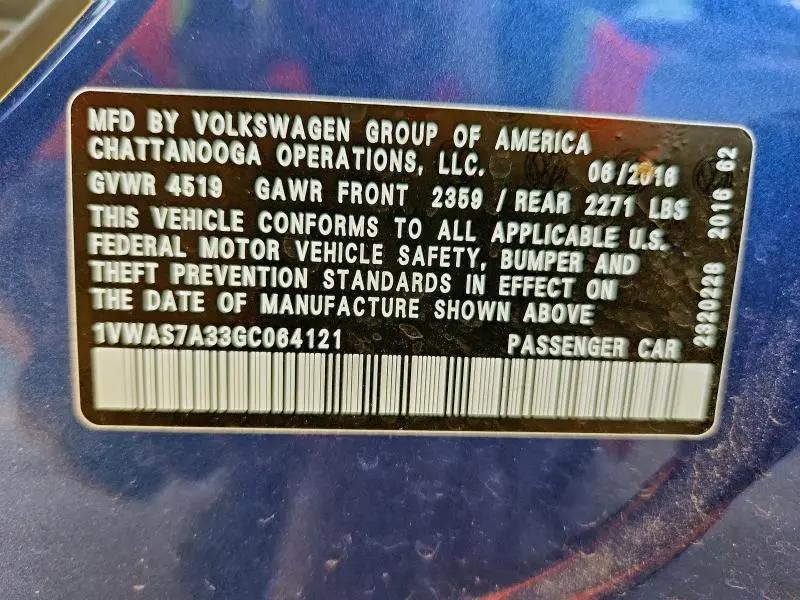 MFD BY VOLKSWAGEN GROUP OF AMERICA
CHATTANOOGA OPERATIONS, LLC. 06/2016
GVWR 4519 GAWR FRONT 2359 / REAR 2271 LBS
THIS VEHICLE CONFORMS TO ALL APPLICABLE U.S.
FEDERAL MOTOR VEHICLE SAFETY, BUMPER AND
THEFT PREVENTION STANDARDS IN EFFECT ON
THE DATE OF MANUFACTURE SHOWN ABOVE
1VWAS7A33GC064121 PASSENGER CAR
2320228 2016 62